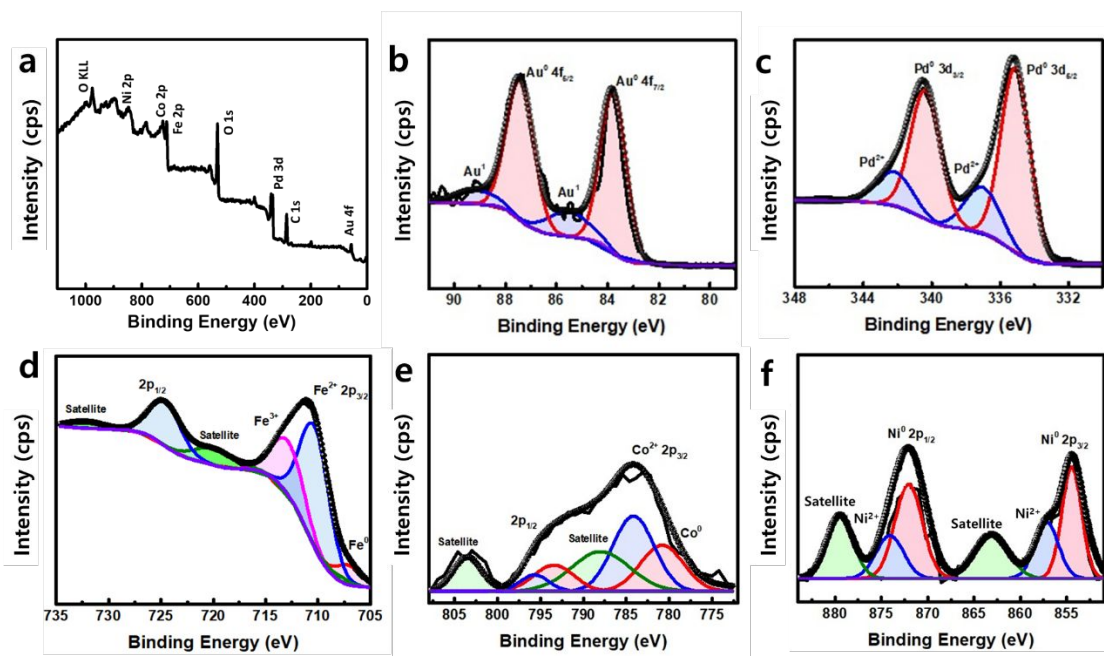 a
Intensity (cps)
O KLL
Ni 2p
Co 2p
Fe 2p
O 1s
Pd 3d
C 1s
Au 4f
1000 800 600 400 200 0
Binding Energy (eV)
b
Intensity (cps)
Au⁰ 4f₅/₂
Au⁰ 4f₇/₂
Au¹
Au¹
90 88 86 84 82 80
Binding Energy (eV)
c
Intensity (cps)
Pd⁰ 3d₃/₂
Pd⁰ 3d₅/₂
Pd²⁺
Pd²⁺
348 344 340 336 332
Binding Energy (eV)
d
Intensity (cps)
Satellite
2p₁/₂
Satellite
Fe³⁺
Fe²⁺ 2p₃/₂
Fe⁰
735 730 725 720 715 710 705
Binding Energy (eV)
e
Intensity (cps)
Satellite
2p₁/₂
Satellite
Co²⁺ 2p₃/₂
Co⁰
805 800 795 790 785 780 775
Binding Energy (eV)
f
Intensity (cps)
Satellite
Ni²⁺
Ni⁰ 2p₁/₂
Satellite
Ni²⁺
Ni⁰ 2p₃/₂
880 875 870 865 860 855
Binding Energy (eV)